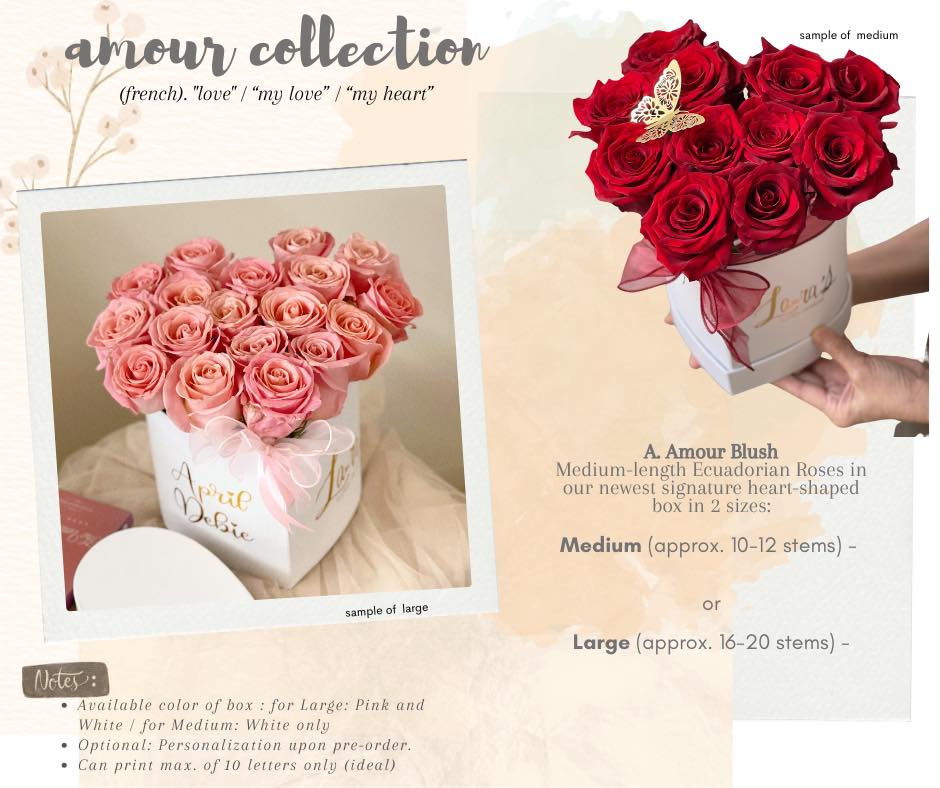 amour collection
(french). "love" / “my love” / “my heart”
sample of medium
Lora's
April
Debie
sample of large
A. Amour Blush
Medium-length Ecuadorian Roses in
our newest signature heart-shaped
box in 2 sizes:
Medium (approx. 10-12 stems) -
or
Large (approx. 16-20 stems) -
Notes :
• Available color of box : for Large: Pink and
White / for Medium: White only
• Optional: Personalization upon pre-order.
• Can print max. of 10 letters only (ideal)